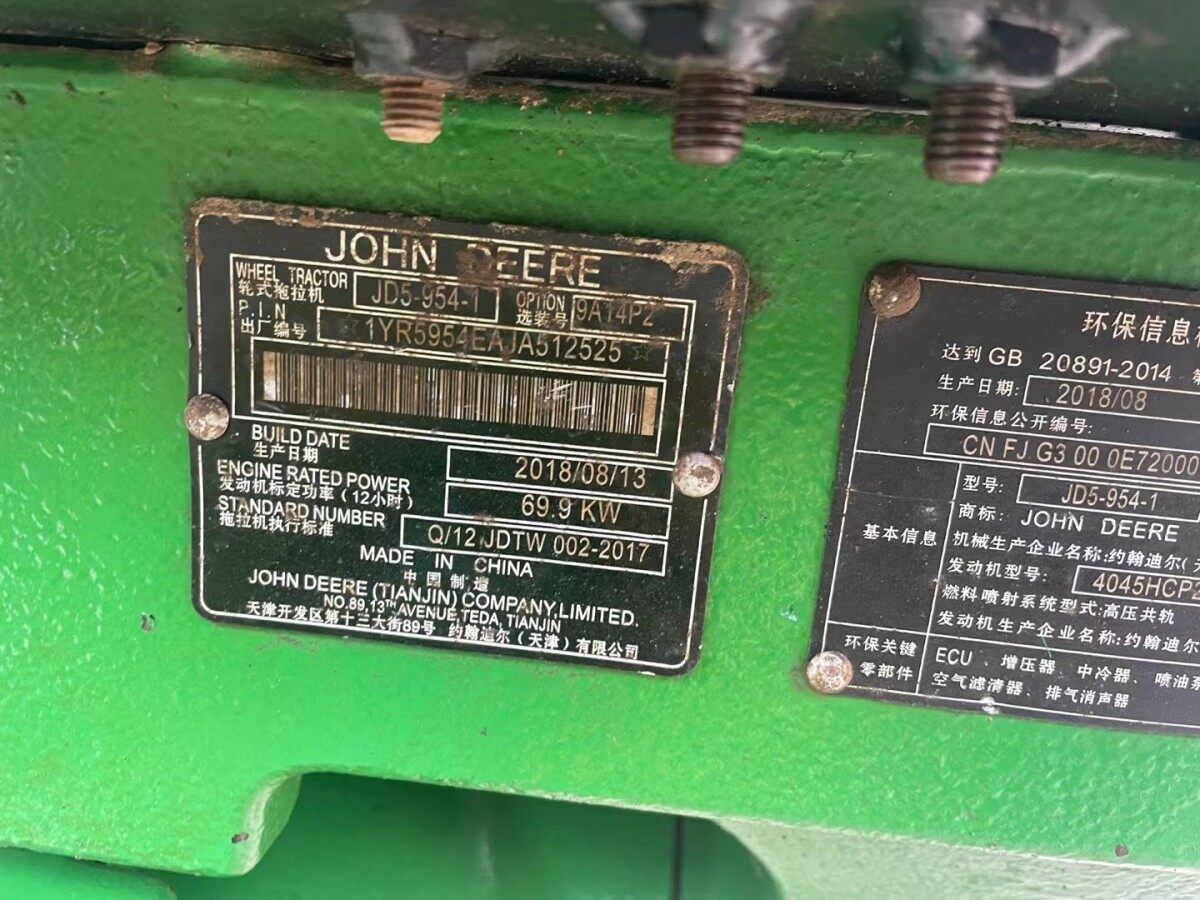 JOHN DEERE
WHEEL TRACTOR
轮式拖拉机
JD5-954-1
OPTION
选装号
9A14P2
P.I.N
出厂编号
☆1YR5954EAJA512525☆
BUILD DATE
生产日期
2018/08/13
ENGINE RATED POWER
发动机标定功率（12小时）
69.9 KW
STANDARD NUMBER
拖拉机执行标准
Q/12 JDTW 002-2017
MADE IN CHINA
中国制造
JOHN DEERE (TIANJIN) COMPANY,LIMITED.
NO.89,13TH AVENUE,TEDA, TIANJIN
天津开发区第十三大街89号 约翰迪尔（天津）有限公司
环保信息
达到 GB 20891-2014
生产日期:
2018/08
环保信息公开编号:
CN FJ G3 00 0E72000
基本信息
型号:
JD5-954-1
商标: JOHN DEERE
机械生产企业名称:约翰迪尔(
发动机型号:
4045HCP
燃料喷射系统型式:高压共轨
发动机生产企业名称:约翰迪尔
环保关键
零部件
ECU 、增压器、中冷器、喷油泵
空气滤清器、排气消声器